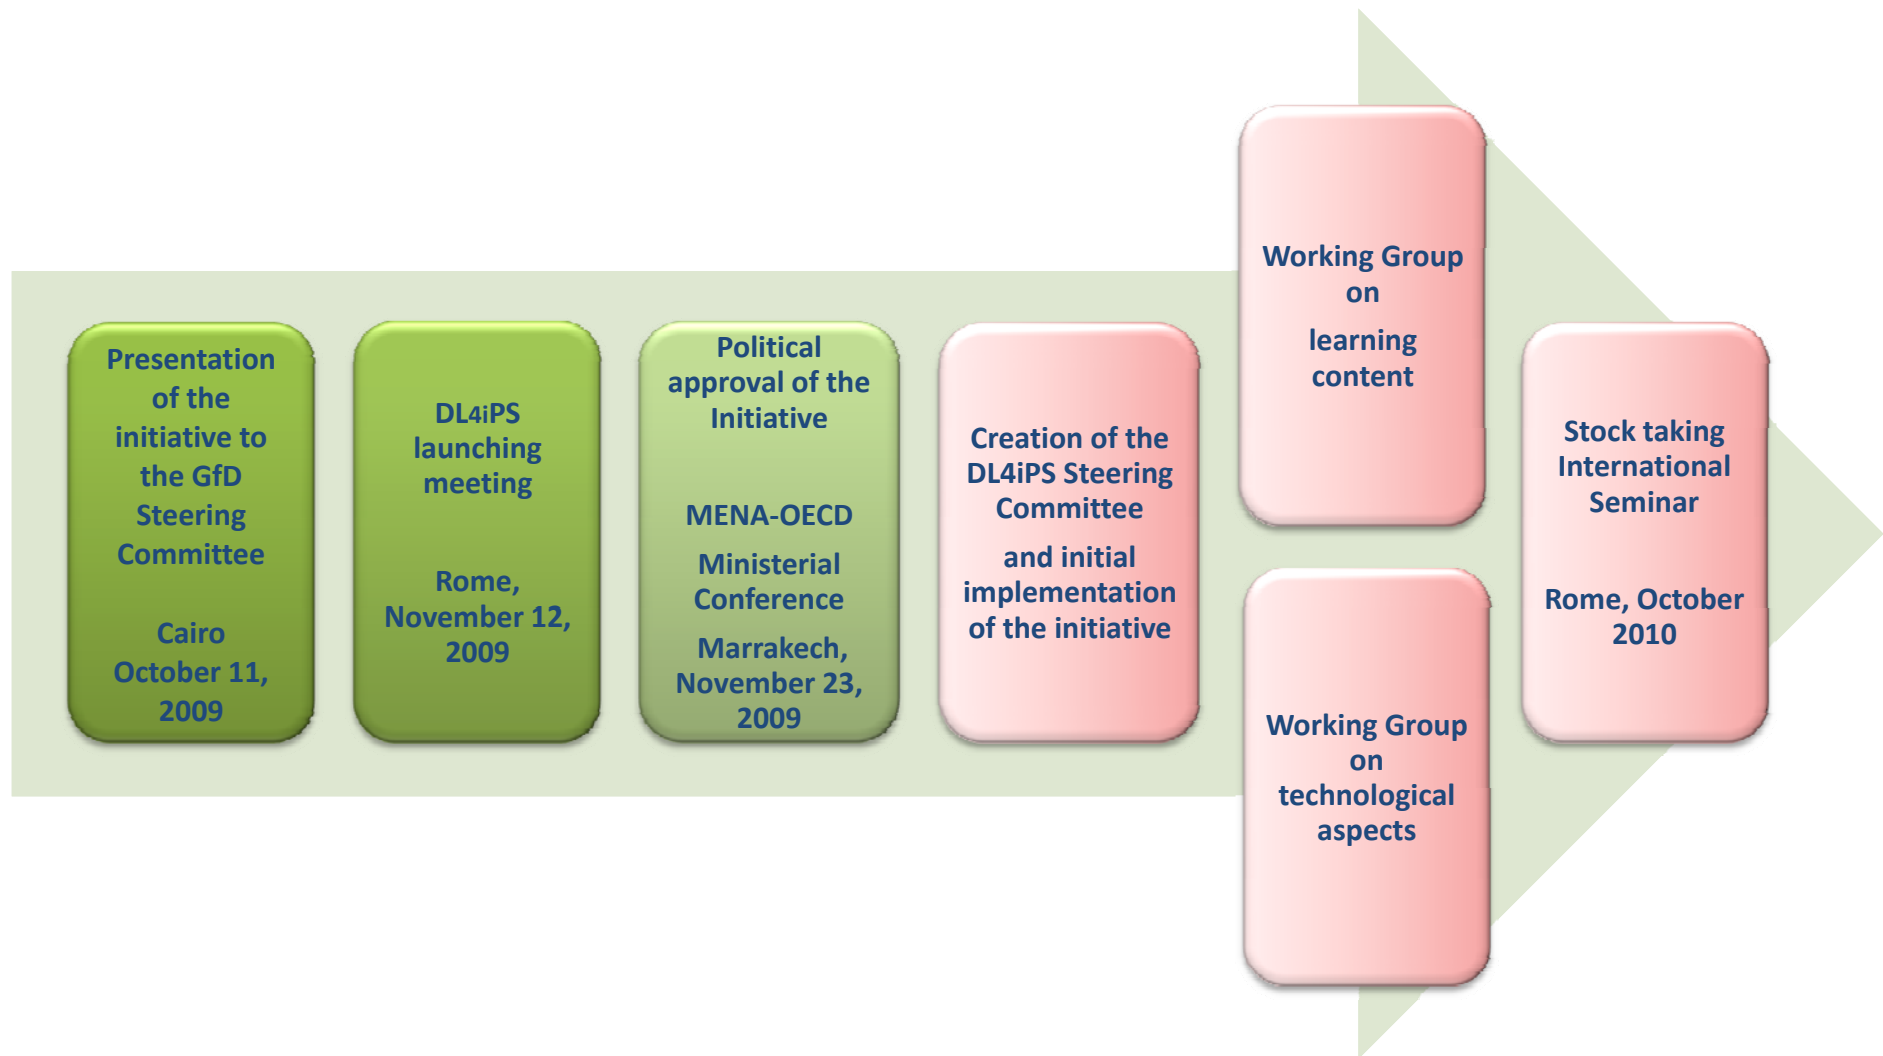 Presentation
of the
initiative to
the GfD
Steering
Committee
Cairo
October 11,
2009
DL4iPS
launching
meeting
Rome,
November 12,
2009
Political
approval of the
Initiative
MENA-OECD
Ministerial
Conference
Marrakech,
November 23,
2009
Creation of the
DL4iPS Steering
Committee
and initial
implementation
of the initiative
Working Group
on
learning
content
Working Group
on
technological
aspects
Stock taking
International
Seminar
Rome, October
2010